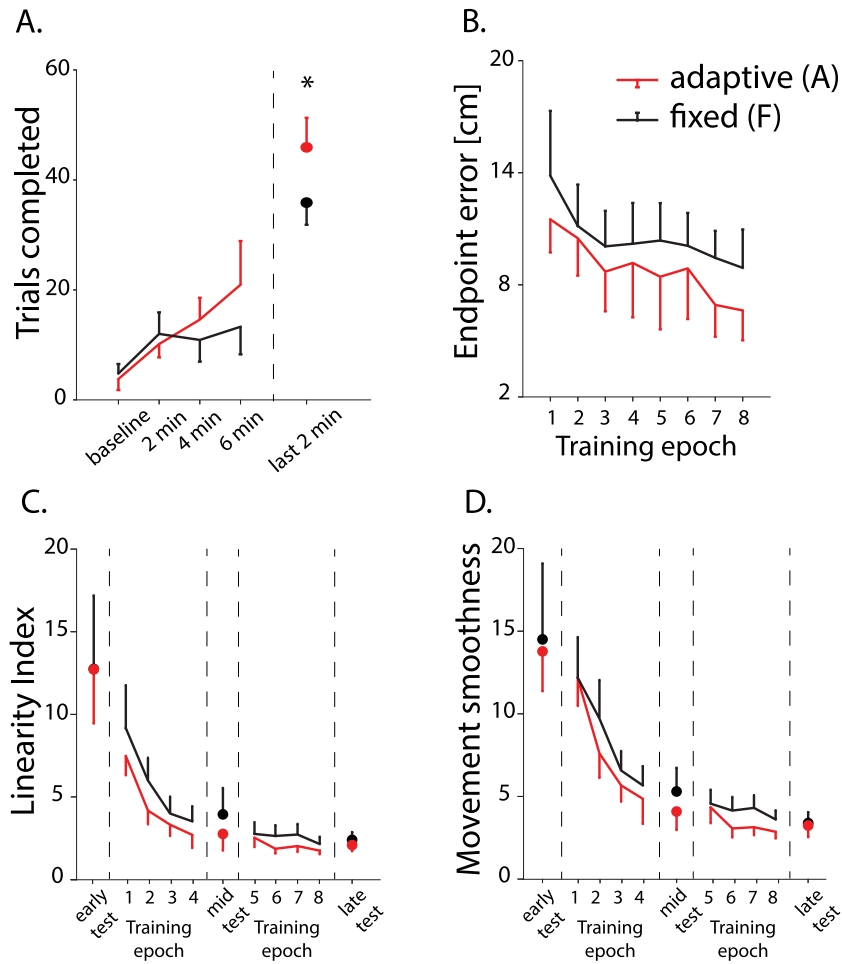 A.
60
40
20
0
Trials completed
baseline
2 min
4 min
6 min
last 2 min
*
B.
20
14
8
2
Endpoint error [cm]
adaptive (A)
fixed (F)
1 2 3 4 5 6 7 8
Training epoch
C.
20
15
10
5
0
Linearity Index
early
test
1 2 3 4
Training
epoch
mid
test
5 6 7 8
Training
epoch
late
test
D.
20
15
10
5
0
Movement smoothness
early
test
1 2 3 4
Training
epoch
mid
test
5 6 7 8
Training
epoch
late
test